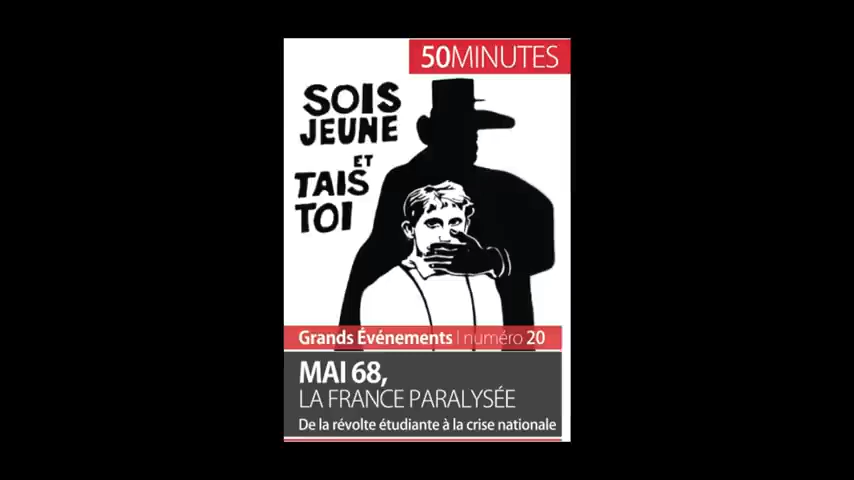 50MINUTES
SOIS
JEUNE
ET
TAIS
TOI
Grands Événements | numéro 20
MAI 68,
LA FRANCE PARALYSÉE
De la révolte étudiante à la crise nationale